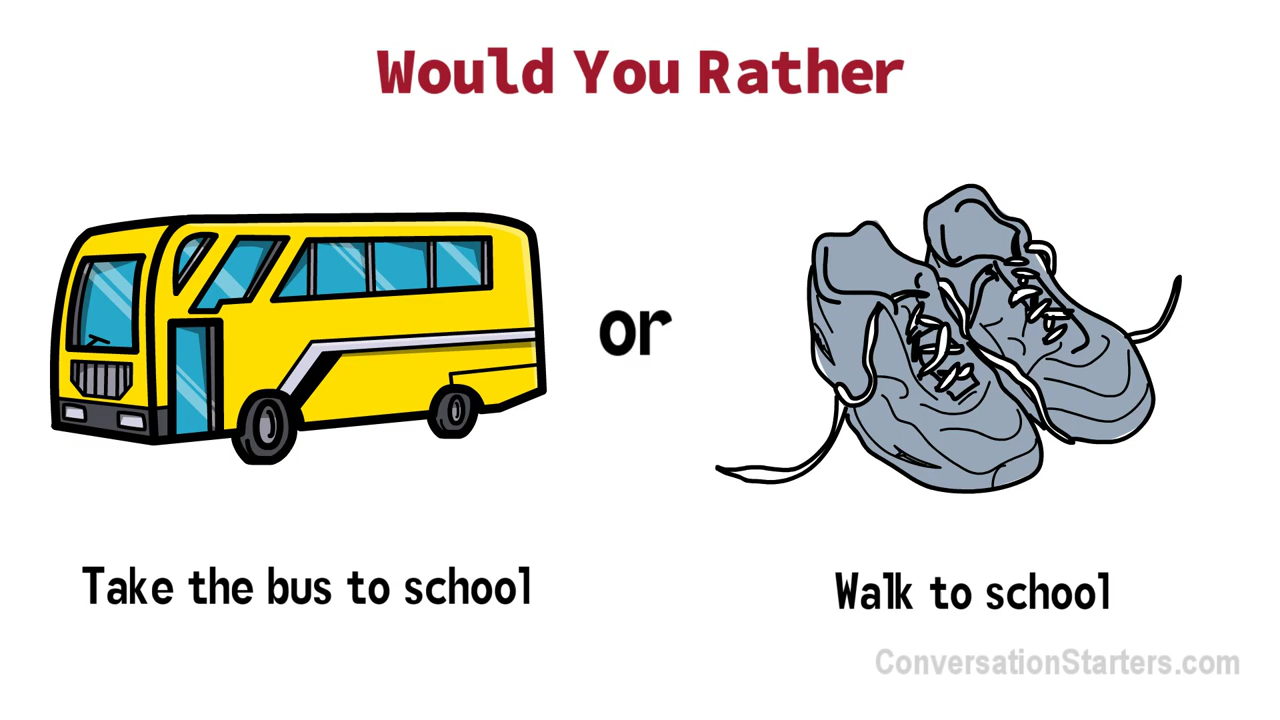 Would You Rather
or
Take the bus to school
Walk to school
ConversationStarters.com